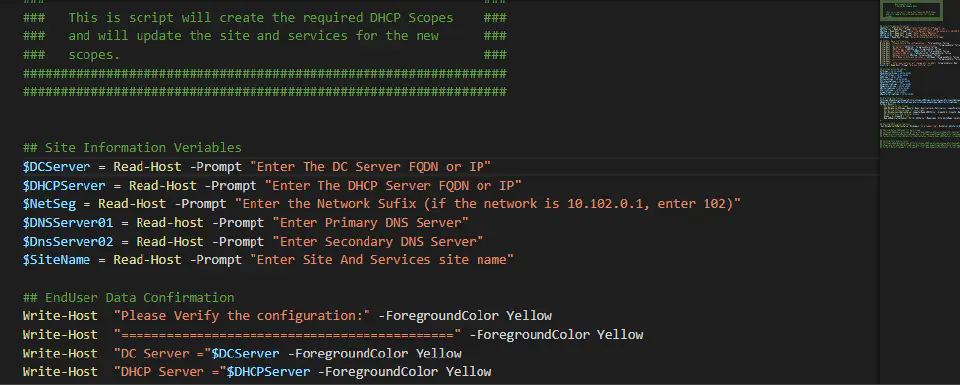 ###   This is script will create the required DHCP Scopes    ###
###   and will update the site and services for the new      ###
###   scopes.                                                ###
################################################################
################################################################
## Site Information Veriables
$DCServer = Read-Host -Prompt "Enter The DC Server FQDN or IP"
$DHCPServer = Read-Host -Prompt "Enter The DHCP Server FQDN or IP"
$NetSeg = Read-Host -Prompt "Enter the Network Sufix (if the network is 10.102.0.1, enter 102)"
$DNSServer01 = Read-host -Prompt "Enter Primary DNS Server"
$DnsServer02 = Read-Host -Prompt "Enter Secondary DNS Server"
$SiteName = Read-Host -Prompt "Enter Site And Services site name"
## EndUser Data Confirmation
Write-Host  "Please Verify the configuration:" -ForegroundColor Yellow
Write-Host  "============================================" -ForegroundColor Yellow
Write-Host  "DC Server ="$DCServer -ForegroundColor Yellow
Write-Host  "DHCP Server ="$DHCPServer -ForegroundColor Yellow